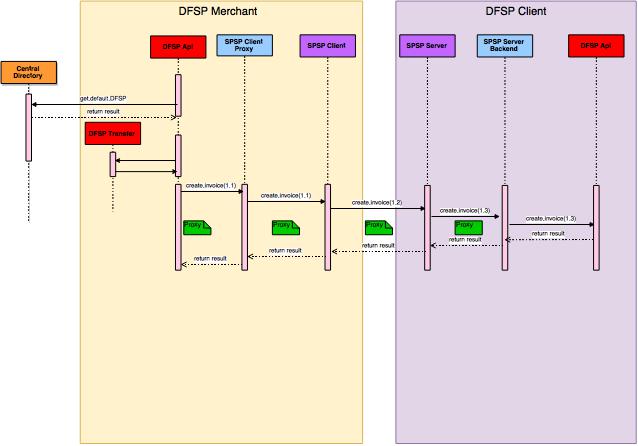 DFSP Merchant
DFSP Client
DFSP Api
SPSP Client
Proxy
SPSP Client
SPSP Server
SPSP Server
Backend
DFSP Api
Central
Directory
get.default.DFSP
return result
DFSP Transfer
create.invoice(1.1)
create.invoice(1.1)
create.invoice(1.2)
create.invoice(1.3)
create.invoice(1.3)
Proxy
Proxy
Proxy
Proxy
return result
return result
return result
return result
return result